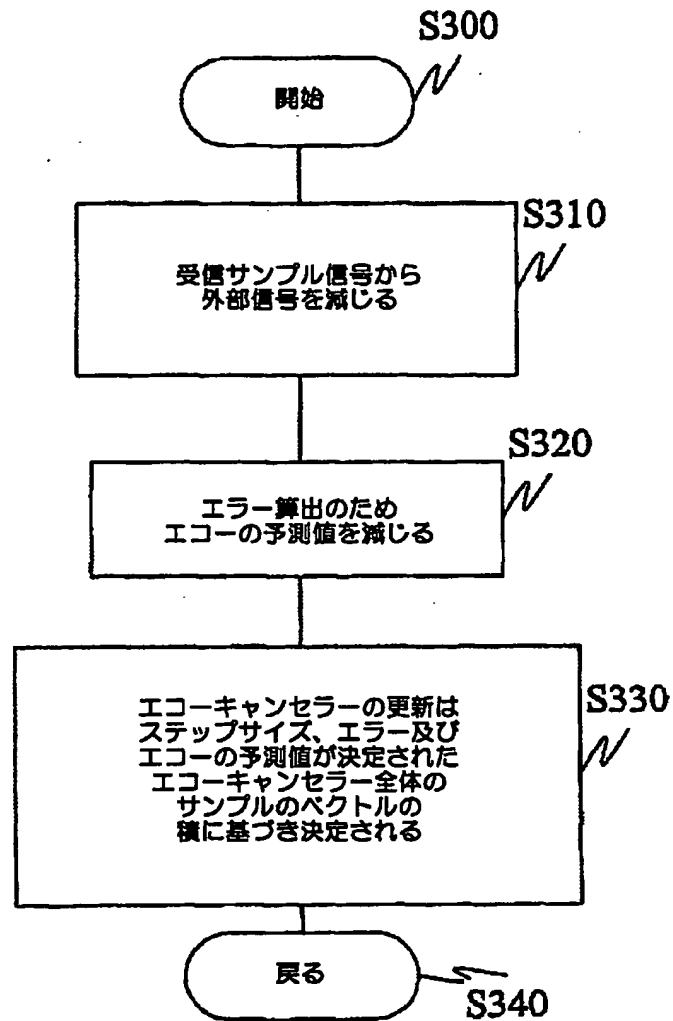 S300
開始
S310
受信サンプル信号から
外部信号を減じる
S320
エラー算出のため
エコーの予測値を減じる
S330
エコーキャンセラーの更新は
ステップサイズ、エラー及び
エコーの予測値が決定された
エコーキャンセラー全体の
サンプルのベクトルの
積に基づき決定される
戻る
S340